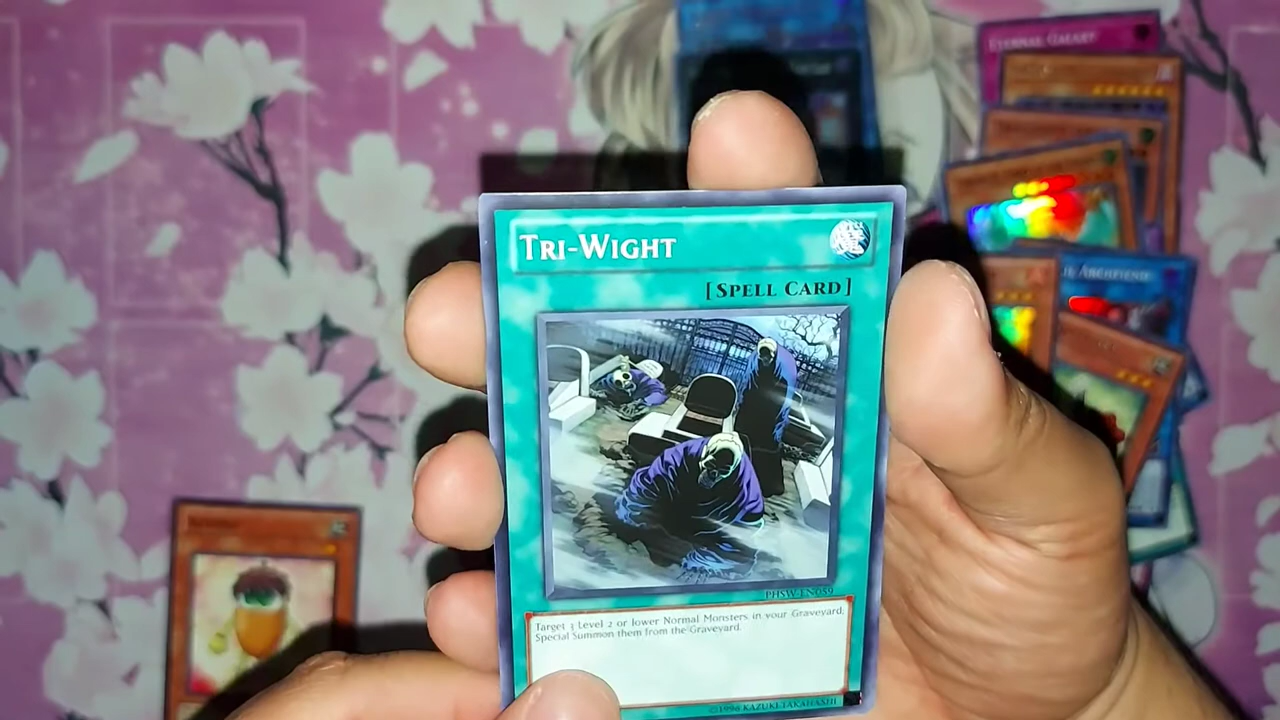 ETERNAL GALAXY
TRI-WIGHT
[SPELL CARD]
PHSW-EN059
Target 3 Level 2 or lower Normal Monsters in your Graveyard;
Special Summon them from the Graveyard.
©1996 KAZUKI TAKAHASHI
ARCHFIEND